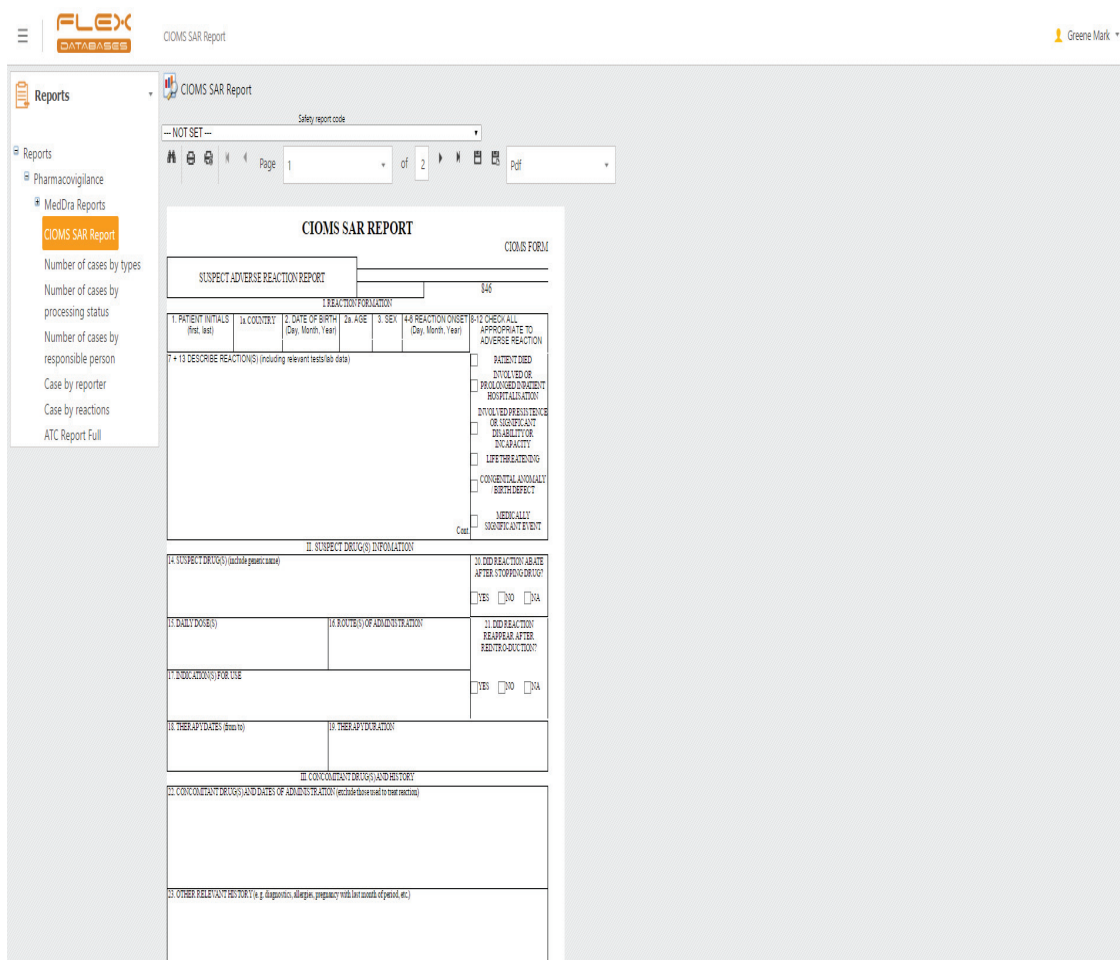 FLEX
DATABASES
CIOMS SAR Report
Greene Mark
Reports
Reports
Pharmacovigilance
MedDra Reports
CIOMS SAR Report
Number of cases by types
Number of cases by
processing status
Number of cases by
responsible person
Case by reporter
Case by reactions
ATC Report Full
CIOMS SAR Report
Safety report code
--- NOT SET ---
Page 1 of 2 Pdf
CIOMS SAR REPORT
CIOMS FORM
SUSPECT ADVERSE REACTION REPORT
846
I. REACTION FORMATION
1. PATIENT INITIALS
(first, last)
1a. COUNTRY
2. DATE OF BIRTH
(Day, Month, Year)
2a. AGE
3. SEX
4-6 REACTION ONSET
(Day, Month, Year)
8-12 CHECK ALL
APPROPRIATE TO
ADVERSE REACTION
7 + 13 DESCRIBE REACTION(S) (including relevant tests/lab data)
Cont.
PATIENT DIED
INVOLVED OR
PROLONGED INPATIENT
HOSPITALISATION
INVOLVED PRESISTENCE
OR SIGNIFICANT
DISABILITY OR
INCAPACITY
LIFE THREATENING
CONGENITAL ANOMALY
/ BIRTH DEFECT
MEDICALLY
SIGNIFICANT EVENT
II. SUSPECT DRUG(S) INFOMATION
14. SUSPECT DRUG(S) (include generic name)
20. DID REACTION ABATE
AFTER STOPPING DRUG?
YES NO NA
15. DAILY DOSE(S)
16. ROUTE(S) OF ADMINISTRATION
21. DID REACTION
REAPPEAR AFTER
REINTRO-DUCTION?
17. INDICATION(S) FOR USE
YES NO NA
18. THERAPY DATES (from to)
19. THERAPY DURATION
III. CONCOMITANT DRUG(S) AND HISTORY
22. CONCOMITANT DRUG(S) AND DATES OF ADMINISTRATION (exclude those used to treat reaction)
23. OTHER RELEVANT HISTORY (e. g. diagnostics, allergies, pregnancy with last month of period, etc.)